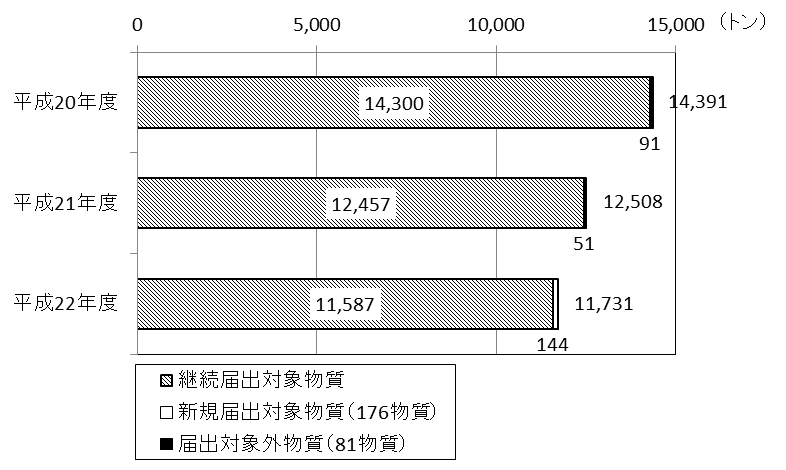 0 5,000 10,000 15,000 (トン)
平成20年度 14,300 14,391
91
平成21年度 12,457 12,508
51
平成22年度 11,587 11,731
144
継続届出対象物質
新規届出対象物質(176物質)
届出対象外物質(81物質)